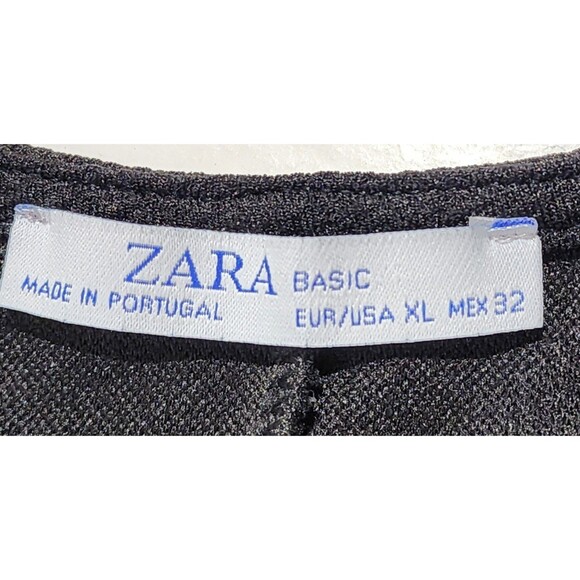 ZARA BASIC
MADE IN PORTUGAL EUR/USA XL MEX 32